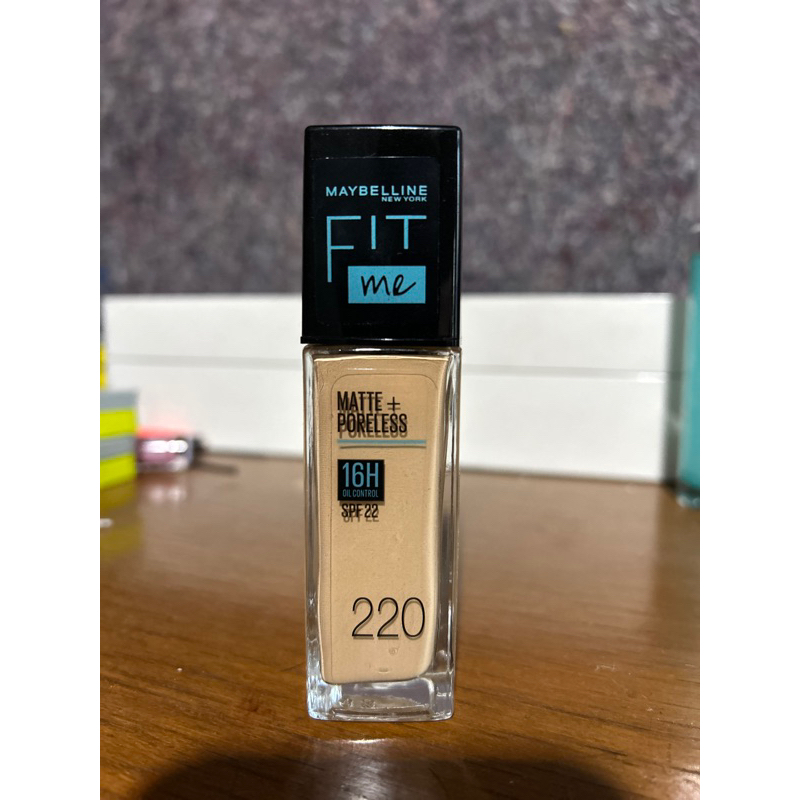 MAYBELLINE
NEW YORK
FIT
me
MATTE +
PORELESS
16H
OIL CONTROL
SPF 22
220